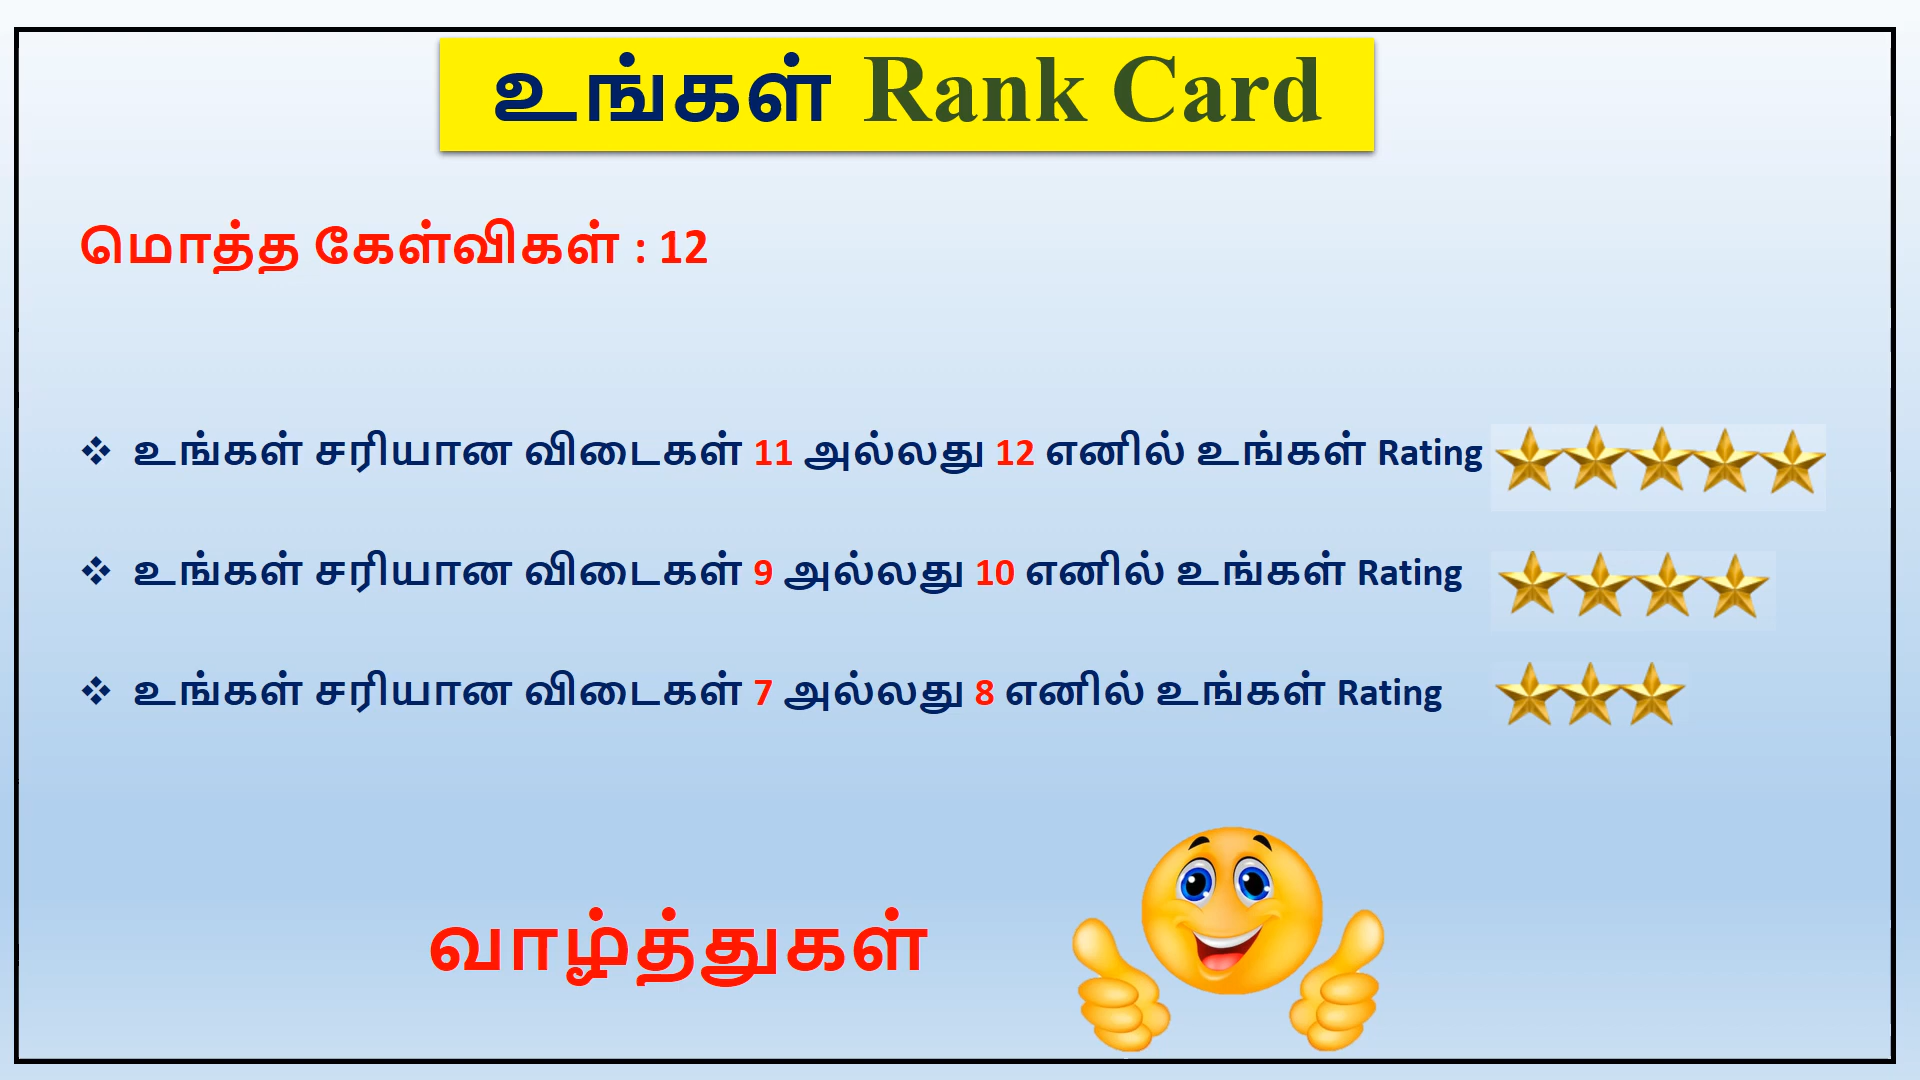 உங்கள் Rank Card
மொத்த கேள்விகள் : 12
❖ உங்கள் சரியான விடைகள் 11 அல்லது 12 எனில் உங்கள் Rating
❖ உங்கள் சரியான விடைகள் 9 அல்லது 10 எனில் உங்கள் Rating
❖ உங்கள் சரியான விடைகள் 7 அல்லது 8 எனில் உங்கள் Rating
வாழ்த்துகள்